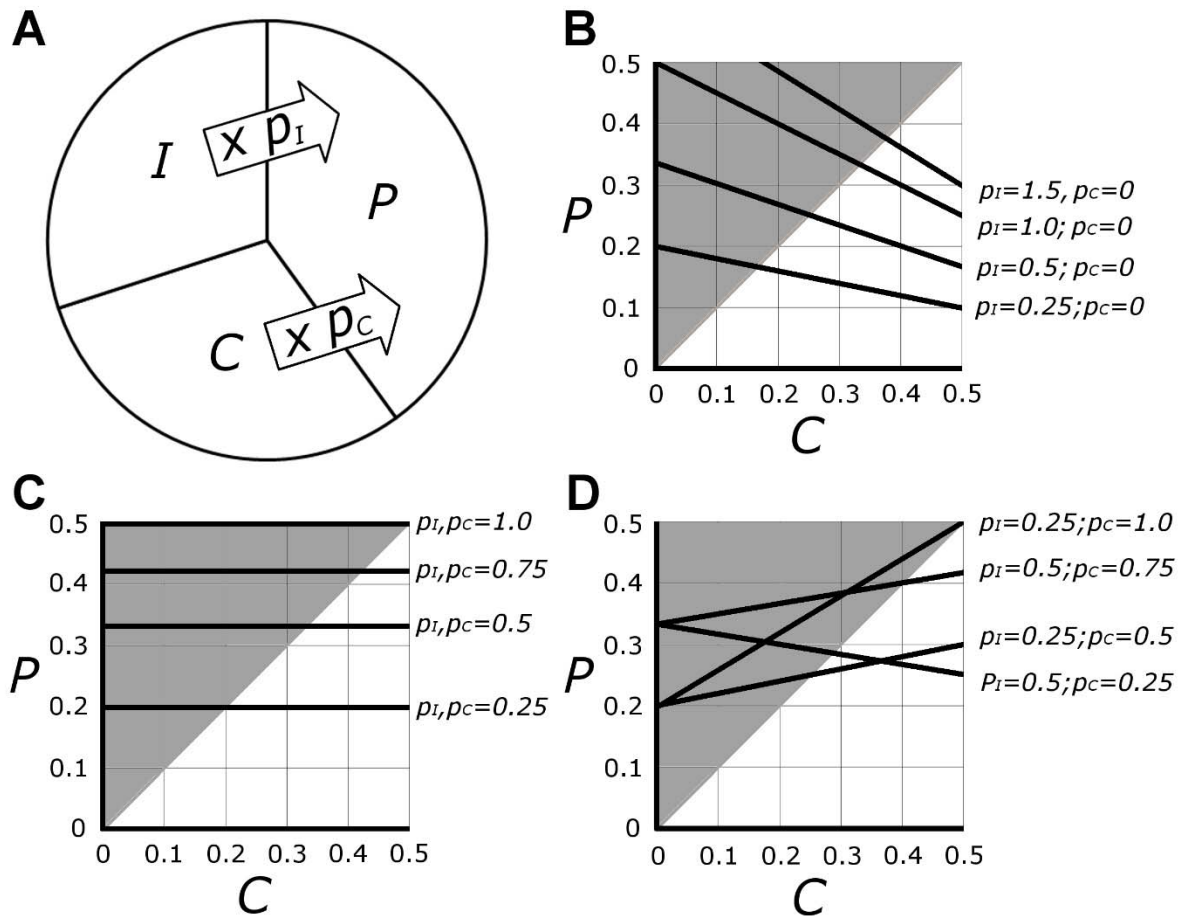 A
I
x pI
P
C
x pC
B
0.5
0.4
0.3
0.2
0.1
0
P
0 0.1 0.2 0.3 0.4 0.5
C
pI=1.5, pC=0
pI=1.0; pC=0
pI=0.5; pC=0
pI=0.25;pC=0
C
0.5
0.4
0.3
0.2
0.1
0
P
0 0.1 0.2 0.3 0.4 0.5
C
pI,pC=1.0
pI,pC=0.75
pI,pC=0.5
pI,pC=0.25
D
0.5
0.4
0.3
0.2
0.1
0
P
0 0.1 0.2 0.3 0.4 0.5
C
pI=0.25;pC=1.0
pI=0.5;pC=0.75
pI=0.25;pC=0.5
PI=0.5;pC=0.25